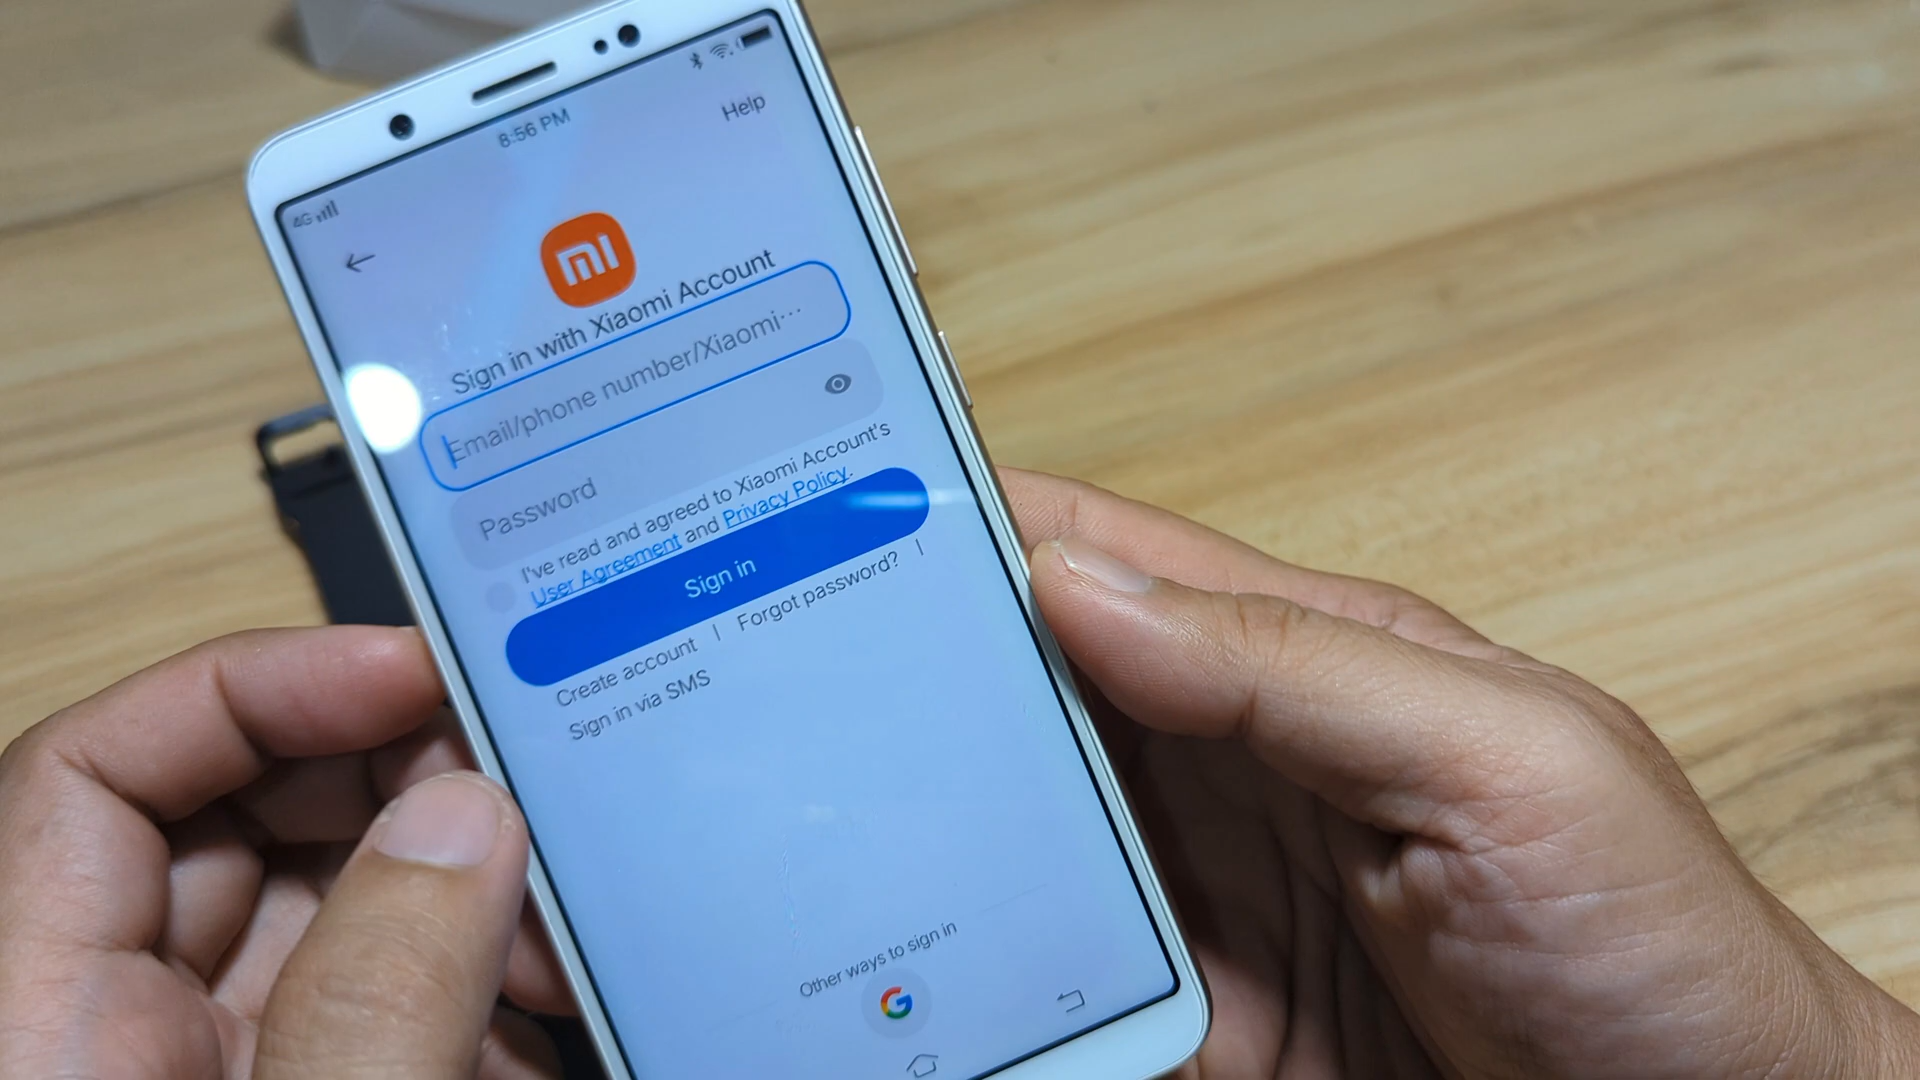 8:56 PM
4G
Help
mi
Sign in with Xiaomi Account
Email/phone number/Xiaomi...
Password
I've read and agreed to Xiaomi Account's
User Agreement and Privacy Policy.
Sign in
Create account | Forgot password? |
Sign in via SMS
Other ways to sign in
G